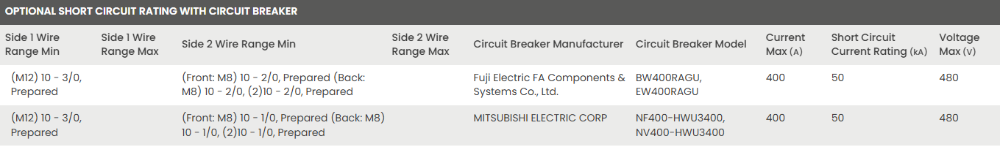 OPTIONAL SHORT CIRCUIT RATING WITH CIRCUIT BREAKER
Side 1 Wire Range Min Side 1 Wire Range Max Side 2 Wire Range Min Side 2 Wire Range Max Circuit Breaker Manufacturer Circuit Breaker Model Current Max (A) Short Circuit Current Rating (kA) Voltage Max (V)
(M12) 10 - 3/0, Prepared (Front: M8) 10 - 2/0, Prepared (Back: M8) 10 - 2/0, (2)10 - 2/0, Prepared Fuji Electric FA Components & Systems Co., Ltd. BW400RAGU, EW400RAGU 400 50 480
(M12) 10 - 3/0, Prepared (Front: M8) 10 - 1/0, Prepared (Back: M8) 10 - 1/0, (2)10 - 1/0, Prepared MITSUBISHI ELECTRIC CORP NF400-HWU3400, NV400-HWU3400 400 50 480